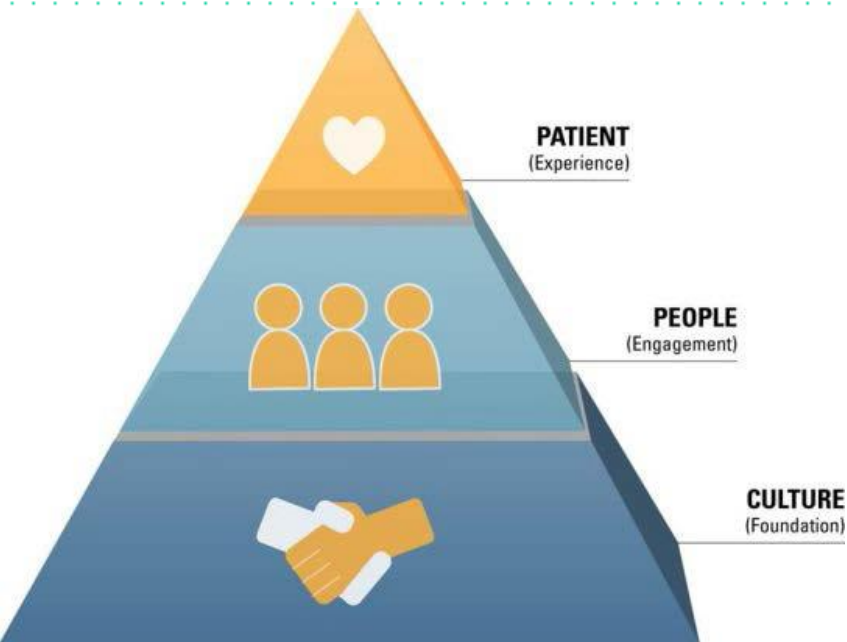 PATIENT
(Experience)
PEOPLE
(Engagement)
CULTURE
(Foundation)